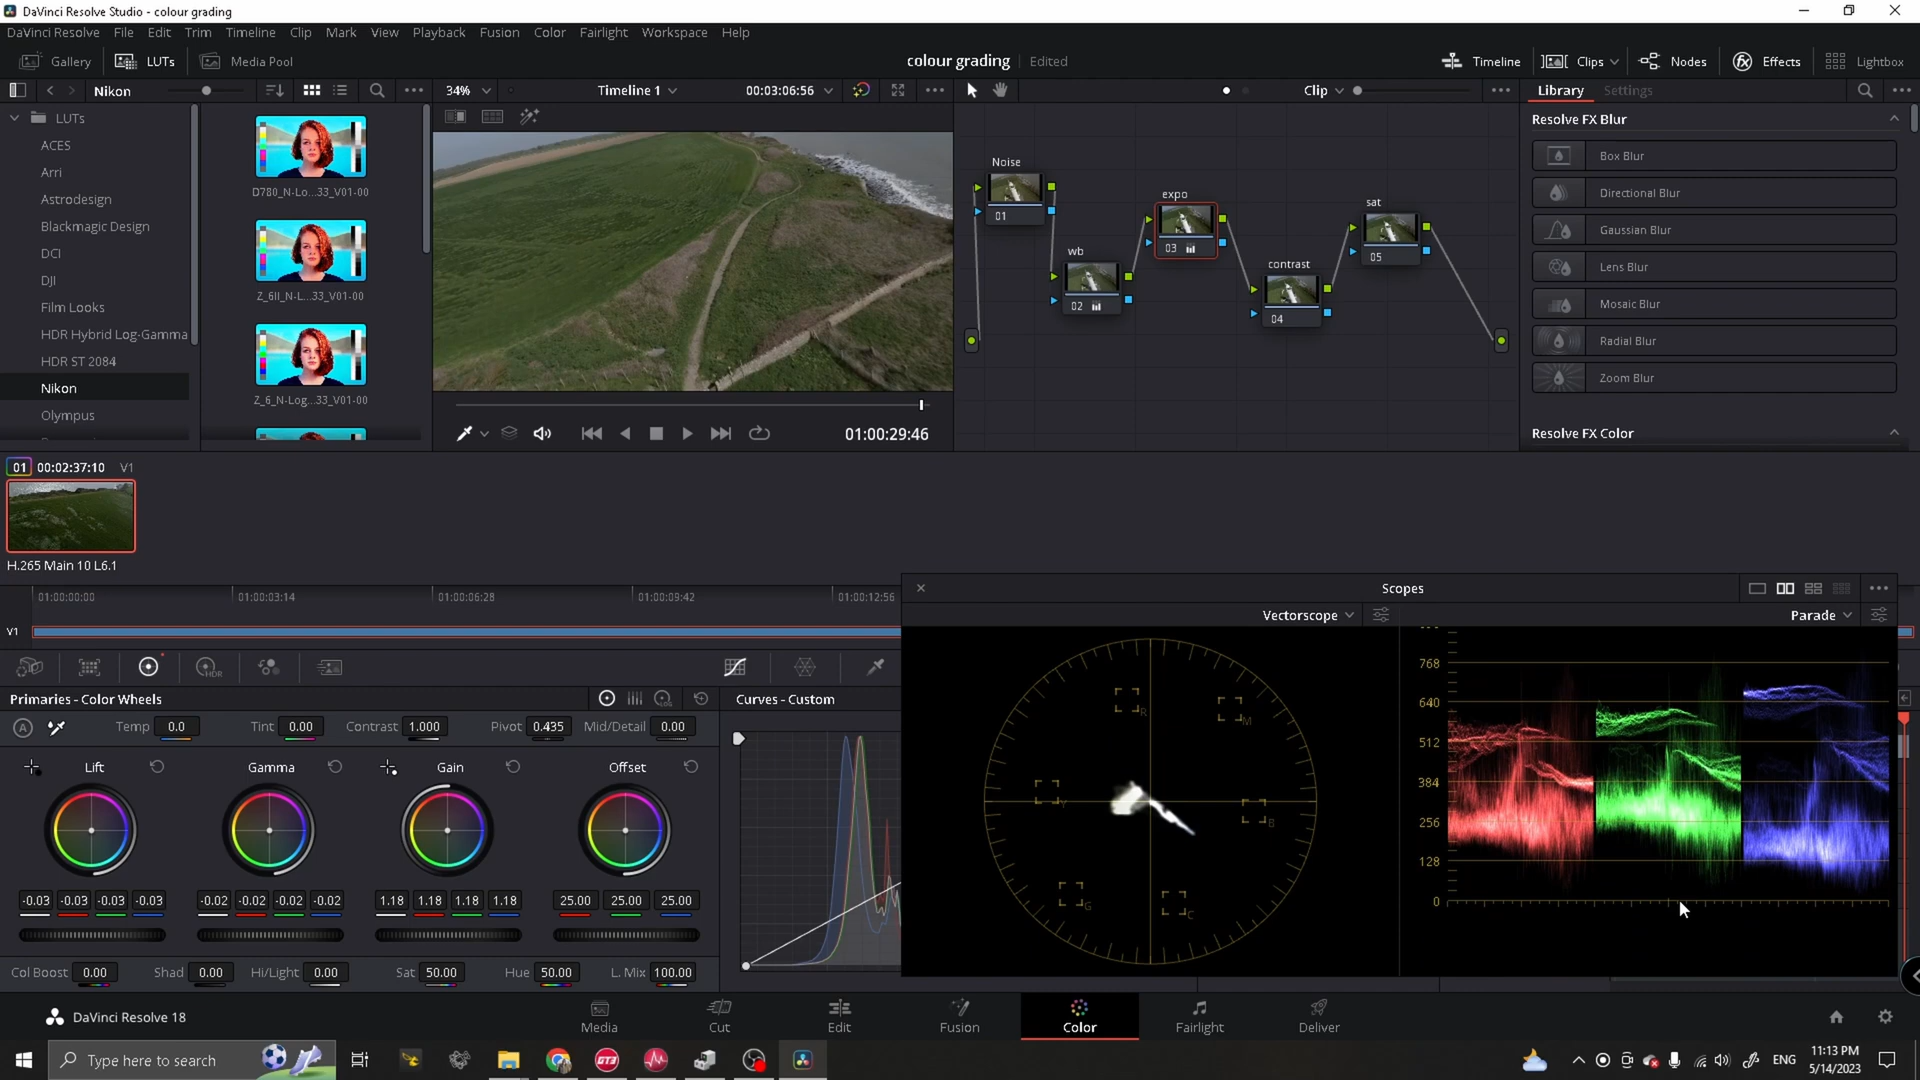 DaVinci Resolve Studio - colour grading
DaVinci Resolve File Edit Trim Timeline Clip Mark View Playback Fusion Color Fairlight Workspace Help
Gallery LUTs Media Pool colour grading Edited Timeline Clips Nodes Effects Lightbox
Nikon 34% Timeline 1 00:03:06:56 Clip Library Settings
LUTs
ACES
Arri
Astrodesign
Blackmagic Design
DCI
DJI
Film Looks
HDR Hybrid Log-Gamma
HDR ST 2084
Nikon
Olympus
D780_N-Lo...33_V01-00
Z_6II_N-L...33_V01-00
Z_6_N-Log...33_V01-00
01:00:29:46
Noise
01
wb
02
expo
03
contrast
04
sat
05
Resolve FX Blur
Box Blur
Directional Blur
Gaussian Blur
Lens Blur
Mosaic Blur
Radial Blur
Zoom Blur
Resolve FX Color
01 00:02:37:10 V1
H.265 Main 10 L6.1
01:00:00:00 01:00:03:14 01:00:06:28 01:00:09:42 01:00:12:56
V1
Scopes
Vectorscope Parade
R
M
Y
B
G
C
768
640
512
384
256
128
0
HDR
Primaries - Color Wheels
Curves - Custom
A Temp 0.0 Tint 0.00 Contrast 1.000 Pivot 0.435 Mid/Detail 0.00
Lift Gamma Gain Offset
-0.03 -0.03 -0.03 -0.03 -0.02 -0.02 -0.02 -0.02 1.18 1.18 1.18 1.18 25.00 25.00 25.00
Col Boost 0.00 Shad 0.00 Hi/Light 0.00 Sat 50.00 Hue 50.00 L. Mix 100.00
DaVinci Resolve 18
Media Cut Edit Fusion Color Fairlight Deliver
Type here to search
GT3
ENG
11:13 PM
5/14/2023